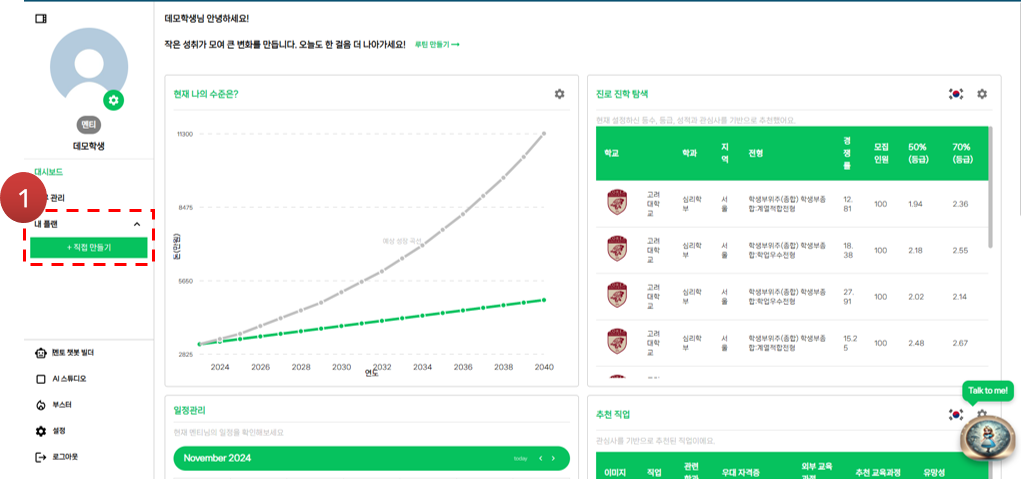 데모학생님 안녕하세요!
작은 성취가 모여 큰 변화를 만듭니다. 오늘도 한 걸음 더 나아가세요! 루틴 만들기
멘티
데모학생
대시보드
관리
1
내 플랜
+ 직접 만들기
멘토 챗봇 빌더
AI 스튜디오
부스터
설정
로그아웃
현재 나의 수준은?
11300
8475
5650
2825
돈(만원)
예상 성장 곡선
2024 2026 2028 2030 2032 2034 2036 2038 2040
연도
진로 진학 탐색
현재 설정하신 등수, 등급, 성적과 관심사를 기반으로 추천했어요.
학교 학과 지역 전형 경쟁률 모집인원 50%(등급) 70%(등급)
고려대학교 심리학부 서울 학생부위주(종합) 학생부종합:계열적합전형 12.81 100 1.94 2.36
고려대학교 심리학부 서울 학생부위주(종합) 학생부종합:학업우수전형 18.38 100 2.18 2.55
고려대학교 심리학부 서울 학생부위주(종합) 학생부종합:학업우수전형 27.91 100 2.02 2.14
고려대학교 심리학부 서울 학생부위주(종합) 학생부종합:계열적합전형 15.25 100 2.48 2.67
Talk to me!
일정관리
현재 멘티님의 일정을 확인해보세요
November 2024 today
추천 직업
관심사를 기반으로 추천된 직업이에요.
이미지 직업 관련 우대 자격증 외부 교육 추천 교육과정 유망성